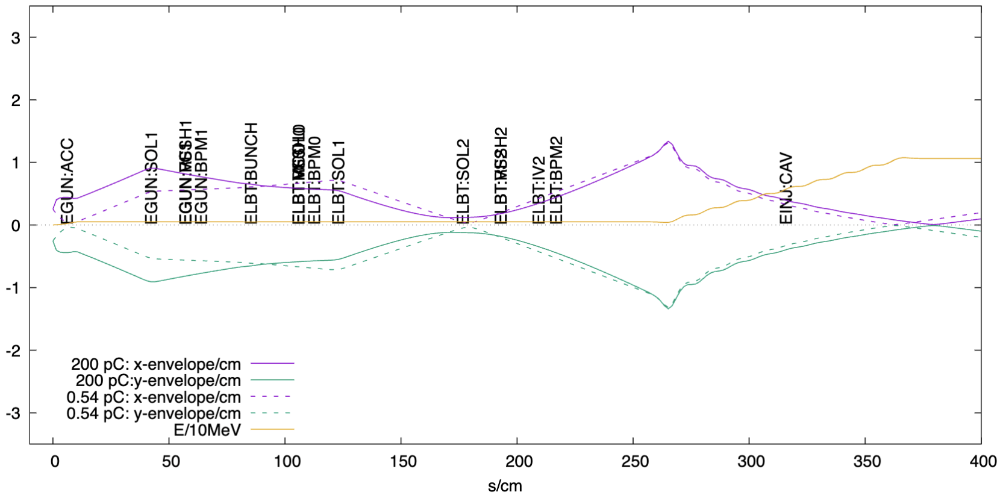 3
2
1
0
-1
-2
-3
EGUN:ACC
EGUN:SOL1
EGUN:BPM1
ELBT:BUNCH
ELBT:BPM0
ELBT:SOL1
ELBT:SOL2
ELBT:IV2
ELBT:BPM2
EINJ:CAV
200 pC: x-envelope/cm
200 pC:y-envelope/cm
0.54 pC: x-envelope/cm
0.54 pC: y-envelope/cm
E/10MeV
0 50 100 150 200 250 300 350 400
s/cm